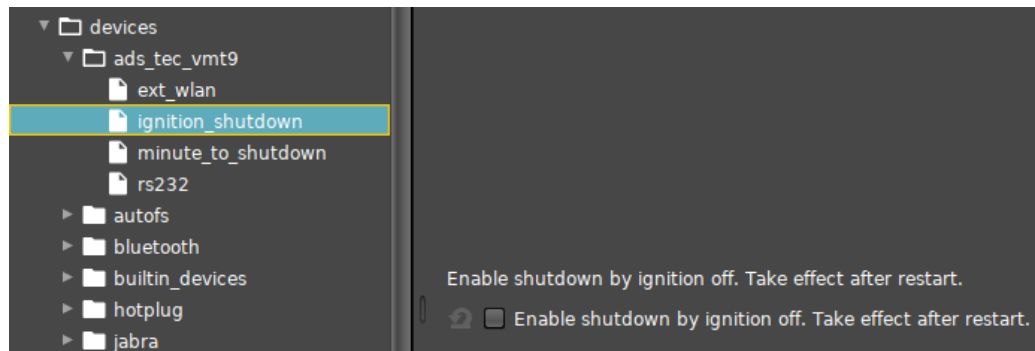 devices
ads_tec_vmt9
ext_wlan
ignition_shutdown
minute_to_shutdown
rs232
autofs
bluetooth
builtin_devices
hotplug
jabra
Enable shutdown by ignition off. Take effect after restart.
Enable shutdown by ignition off. Take effect after restart.